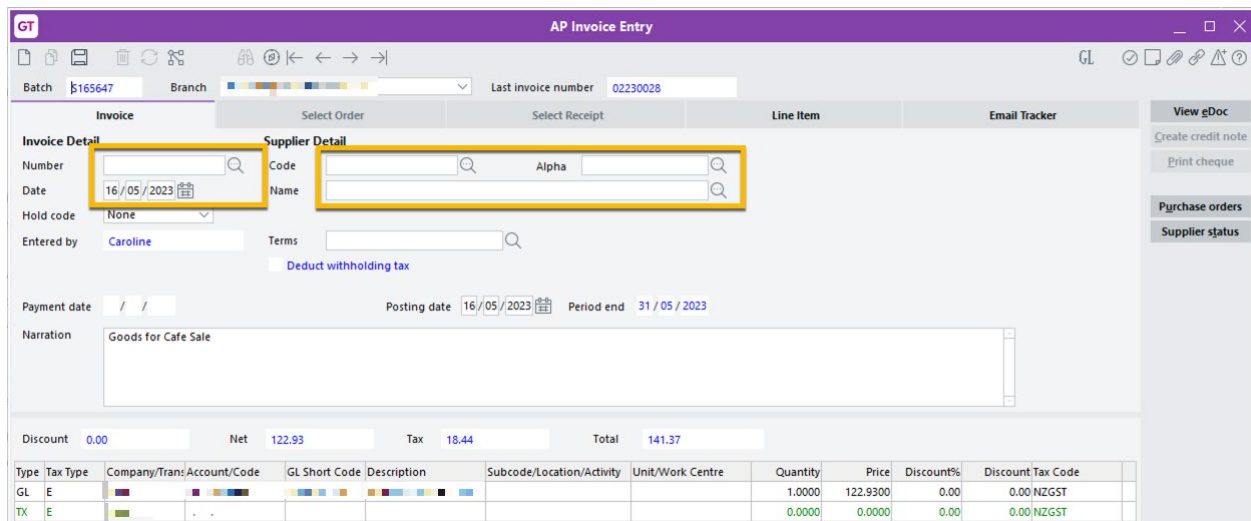 GT AP Invoice Entry
GL
Batch S165647 Branch Last invoice number 02230028
Invoice Select Order Select Receipt Line Item Email Tracker View eDoc
Invoice Detail Supplier Detail Create credit note
Number Code Alpha Print cheque
Date 16/05/2023 Name
Hold code None Purchase orders
Entered by Caroline Terms Supplier status
Deduct withholding tax
Payment date / / Posting date 16/05/2023 Period end 31/05/2023
Narration Goods for Cafe Sale
Discount 0.00 Net 122.93 Tax 18.44 Total 141.37
Type Tax Type Company/Trans Account/Code GL Short Code Description Subcode/Location/Activity Unit/Work Centre Quantity Price Discount% Discount Tax Code
GL E 1.0000 122.9300 0.00 0.00 NZGST
TX E . . 0.0000 0.0000 0.00 0.00 NZGST